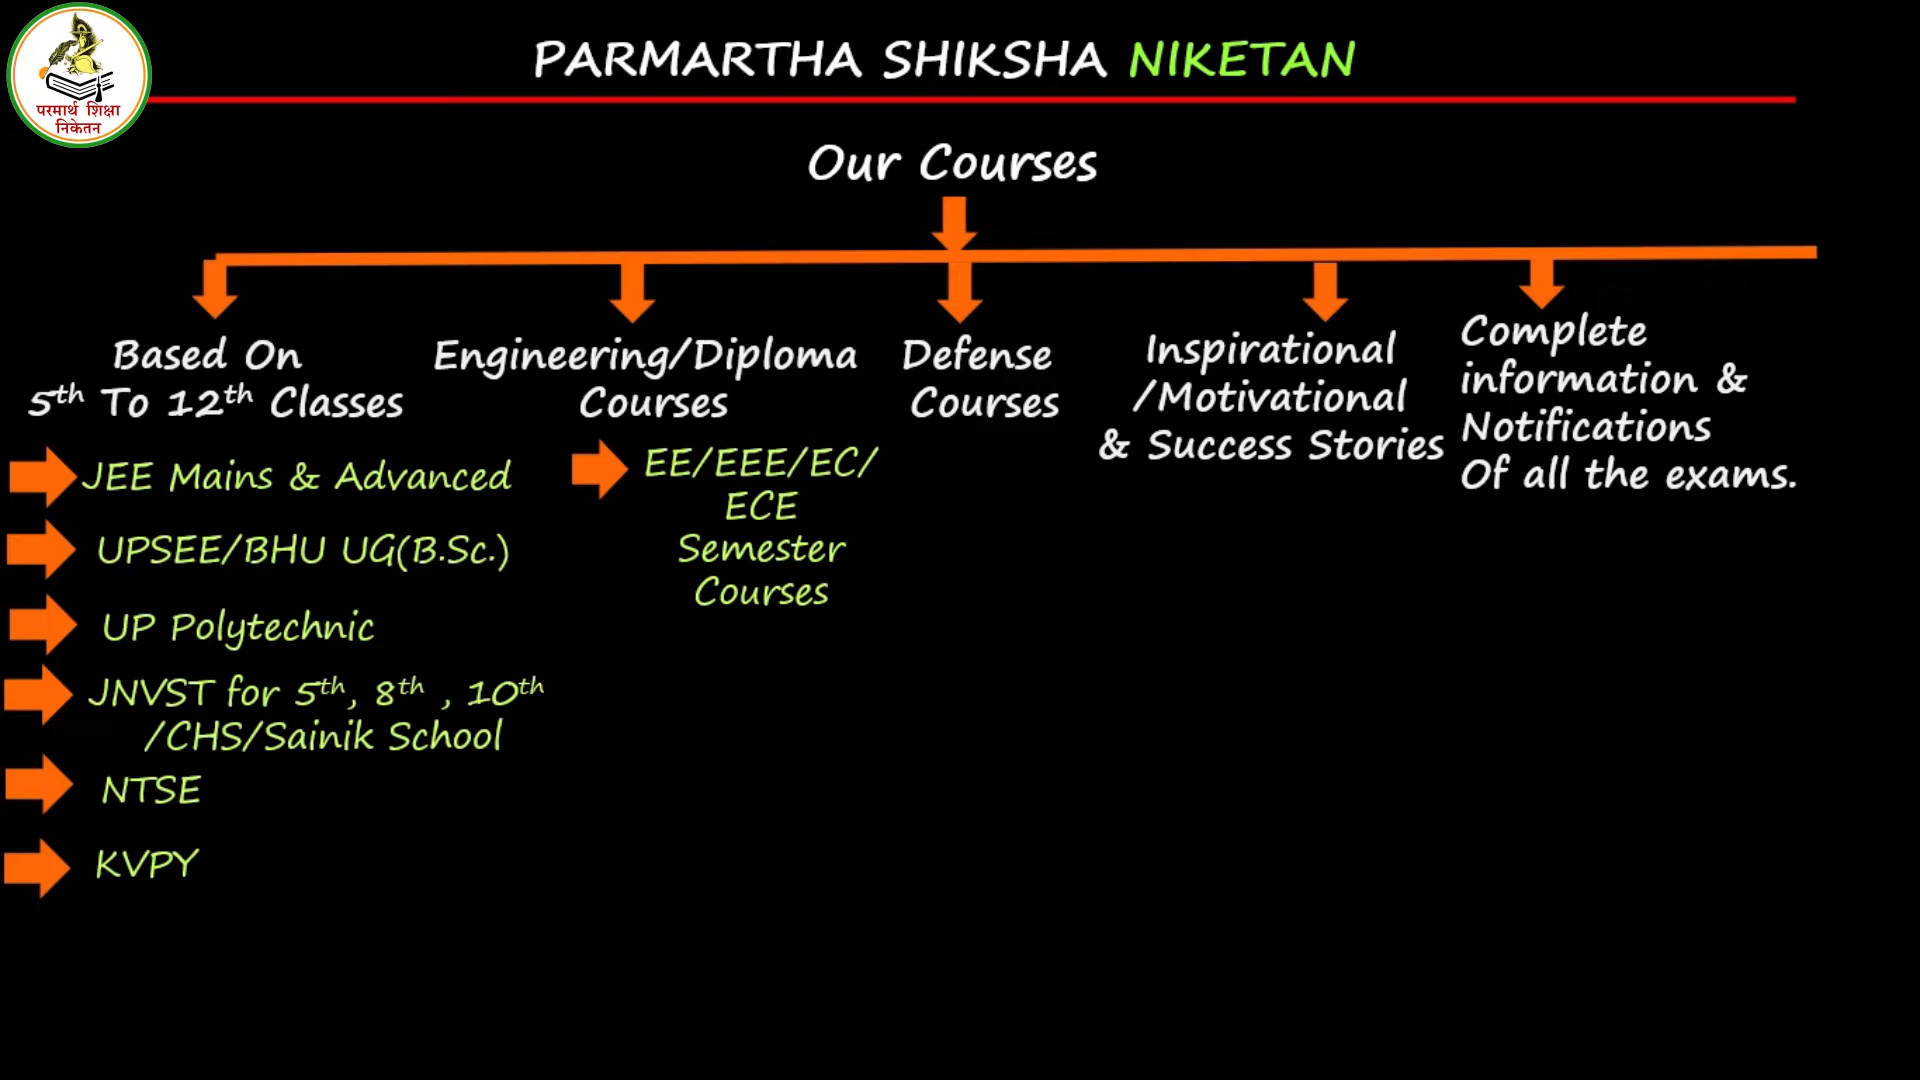 परमार्थ शिक्षा
निकेतन
PARMARTHA SHIKSHA NIKETAN
Our Courses
Based On
5th To 12th Classes
JEE Mains & Advanced
UPSEE/BHU UG(B.Sc.)
UP Polytechnic
JNVST for 5th, 8th , 10th
/CHS/Sainik School
NTSE
KVPY
Engineering/Diploma
Courses
EE/EEE/EC/
ECE
Semester
Courses
Defense
Courses
Inspirational
/Motivational
& Success Stories
Complete
information &
Notifications
Of all the exams.